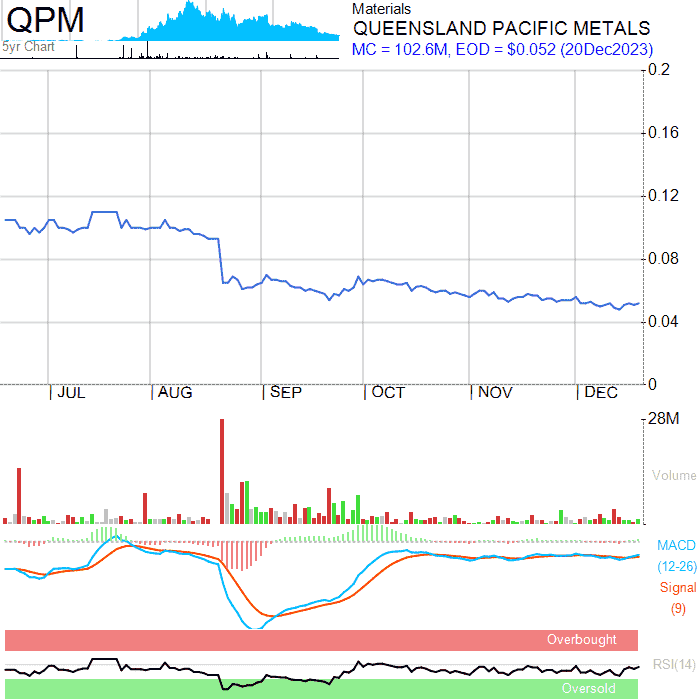 QPM
5yr Chart
Materials
QUEENSLAND PACIFIC METALS
MC = 102.6M, EOD = $0.052 (20Dec2023)
0.2
0.16
0.12
0.08
0.04
0
JUL AUG SEP OCT NOV DEC
28M
Volume
MACD
(12-26)
Signal
(9)
Overbought
RSI(14)
Oversold